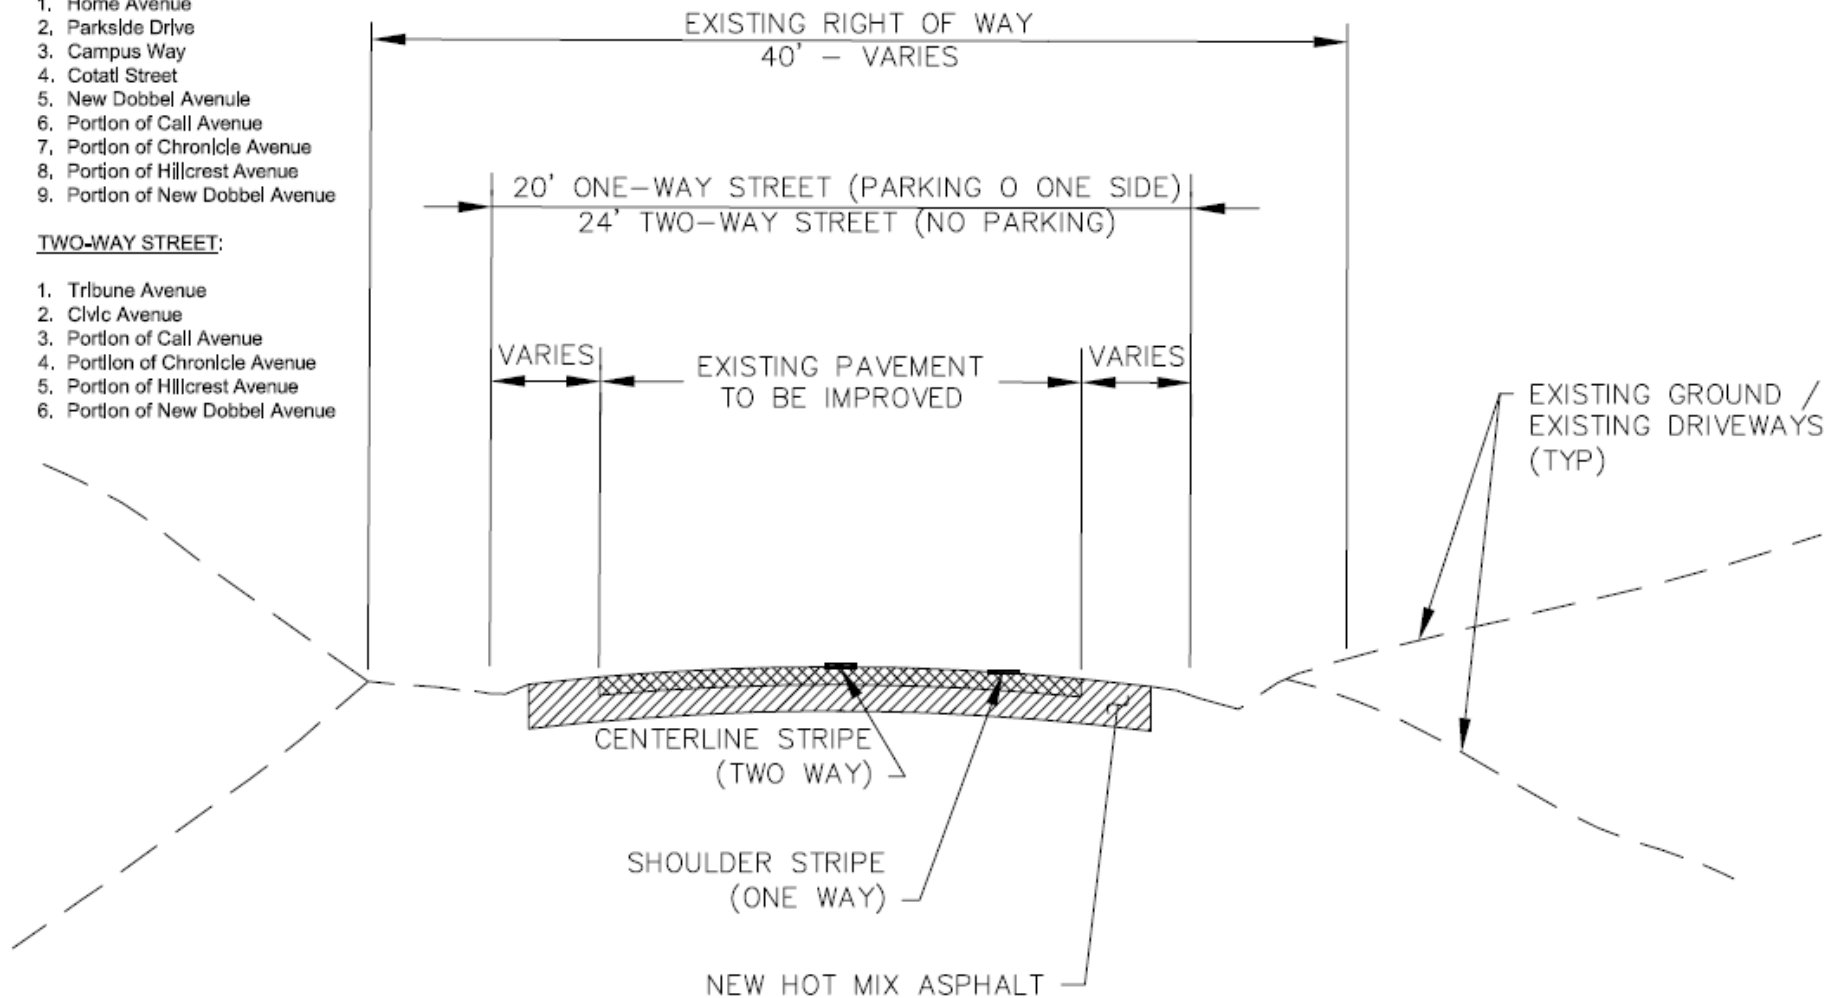 1. Home Avenue
2. Parkside Drive
3. Campus Way
4. Cotati Street
5. New Dobbel Avenule
6. Portion of Call Avenue
7. Portion of Chronicle Avenue
8. Portion of Hillcrest Avenue
9. Portion of New Dobbel Avenue
TWO-WAY STREET:
1. Tribune Avenue
2. Civic Avenue
3. Portion of Call Avenue
4. Portiion of Chronicle Avenue
5. Portion of Hillcrest Avenue
6. Portion of New Dobbel Avenue
EXISTING RIGHT OF WAY
40' - VARIES
20' ONE-WAY STREET (PARKING O ONE SIDE)
24' TWO-WAY STREET (NO PARKING)
VARIES
EXISTING PAVEMENT
TO BE IMPROVED
VARIES
EXISTING GROUND /
EXISTING DRIVEWAYS
(TYP)
CENTERLINE STRIPE
(TWO WAY)
SHOULDER STRIPE
(ONE WAY)
NEW HOT MIX ASPHALT